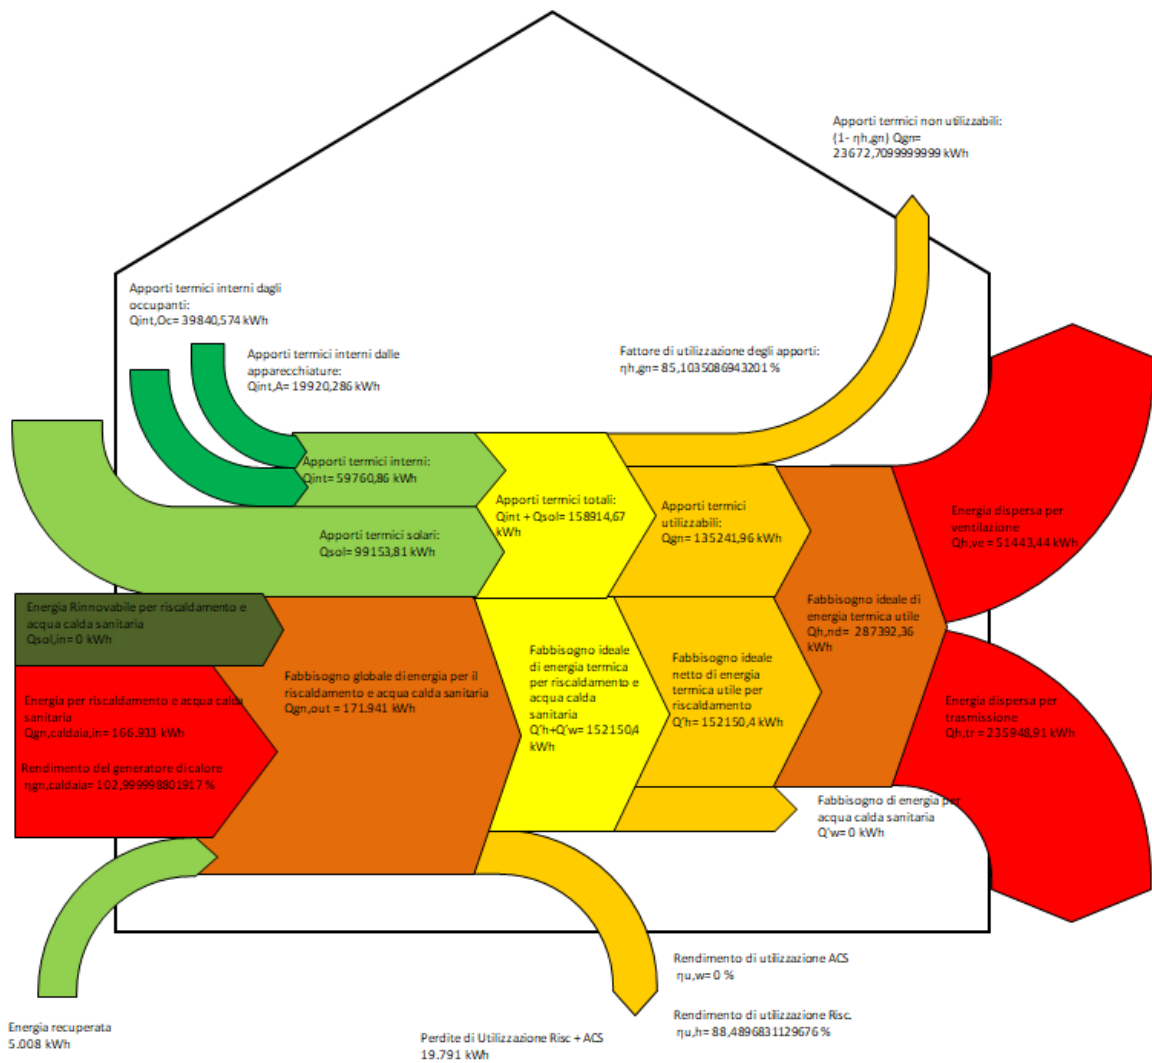 Apporti termici non utilizzabili:
(1- ηh,gn) Qgn=
23672,7099999999 kWh
Apporti termici interni dagli
occupanti:
Qint,Oc= 39840,574 kWh
Apporti termici interni dalle
apparecchiature:
Qint,A= 19920,286 kWh
Fattore di utilizzazione degli apporti:
ηh,gn= 85,1035086943201 %
Apporti termici interni:
Qint= 59760,86 kWh
Apporti termici totali:
Qint + Qsol= 158914,67
kWh
Apporti termici
utilizzabili:
Qgn= 135241,96 kWh
Energia dispersa per
ventilazione
Qh,ve = 51443,44 kWh
Apporti termici solari:
Qsol= 99153,81 kWh
Energia Rinnovabile per riscaldamento e
acqua calda sanitaria
Qsol,in= 0 kWh
Fabbisogno ideale di
energia termica utile
Qh,nd= 287392,36
kWh
Fabbisogno globale di energia per il
riscaldamento e acqua calda sanitaria
Qgn,out = 171.941 kWh
Fabbisogno ideale
di energia termica
per riscaldamento e
acqua calda
sanitaria
Q'h+Q'w= 152150,4
kWh
Fabbisogno ideale
netto di energia
termica utile per
riscaldamento
Q'h= 152150,4 kWh
Energia per riscaldamento e acqua calda
sanitaria
Qgn,caldaia,in= 166.933 kWh
Rendimento del generatore di calore
ηgn,caldaia= 102,999998801917 %
Energia dispersa per
trasmissione
Qh,tr = 235948,91 kWh
Fabbisogno di energia per
acqua calda sanitaria
Q'w= 0 kWh
Rendimento di utilizzazione ACS
ηu,w= 0 %
Rendimento di utilizzazione Risc.
ηu,h= 88,4896831129676 %
Energia recuperata
5.008 kWh
Perdite di Utilizzazione Risc + ACS
19.791 kWh